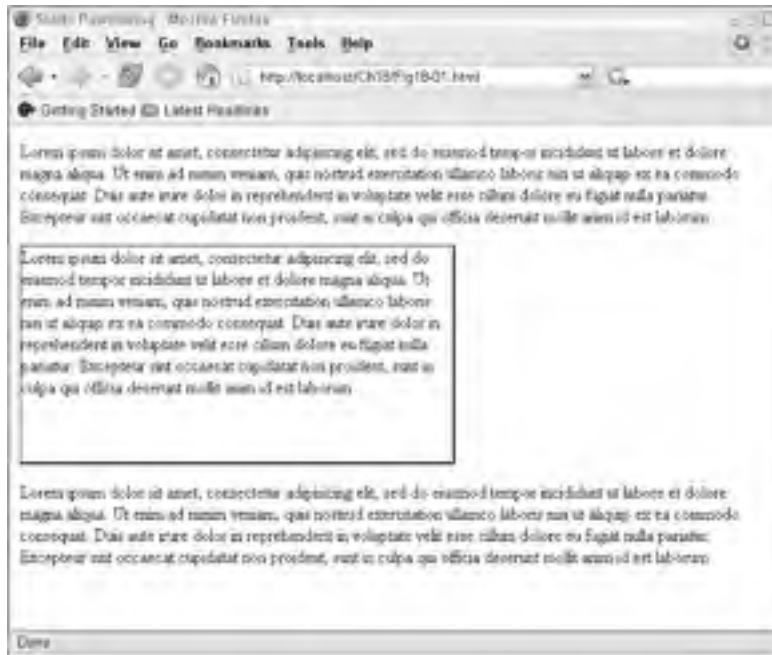 Static Positioning - Mozilla Firefox
File Edit View Go Bookmarks Tools Help
http://localhost/Ch18/Fig18-01.html
Getting Started Latest Headlines
Lorem ipsum dolor sit amet, consectetur adipisicing elit, sed do eiusmod tempor incididunt ut labore et dolore
magna aliqua. Ut enim ad minim veniam, quis nostrud exercitation ullamco laboris nisi ut aliquip ex ea commodo
consequat. Duis aute irure dolor in reprehenderit in voluptate velit esse cillum dolore eu fugiat nulla pariatur.
Excepteur sint occaecat cupidatat non proident, sunt in culpa qui officia deserunt mollit anim id est laborum.
Lorem ipsum dolor sit amet, consectetur adipisicing elit, sed do
eiusmod tempor incididunt ut labore et dolore magna aliqua. Ut
enim ad minim veniam, quis nostrud exercitation ullamco laboris
nisi ut aliquip ex ea commodo consequat. Duis aute irure dolor in
reprehenderit in voluptate velit esse cillum dolore eu fugiat nulla
pariatur. Excepteur sint occaecat cupidatat non proident, sunt in
culpa qui officia deserunt mollit anim id est laborum.
Lorem ipsum dolor sit amet, consectetur adipisicing elit, sed do eiusmod tempor incididunt ut labore et dolore
magna aliqua. Ut enim ad minim veniam, quis nostrud exercitation ullamco laboris nisi ut aliquip ex ea commodo
consequat. Duis aute irure dolor in reprehenderit in voluptate velit esse cillum dolore eu fugiat nulla pariatur.
Excepteur sint occaecat cupidatat non proident, sunt in culpa qui officia deserunt mollit anim id est laborum.
Done